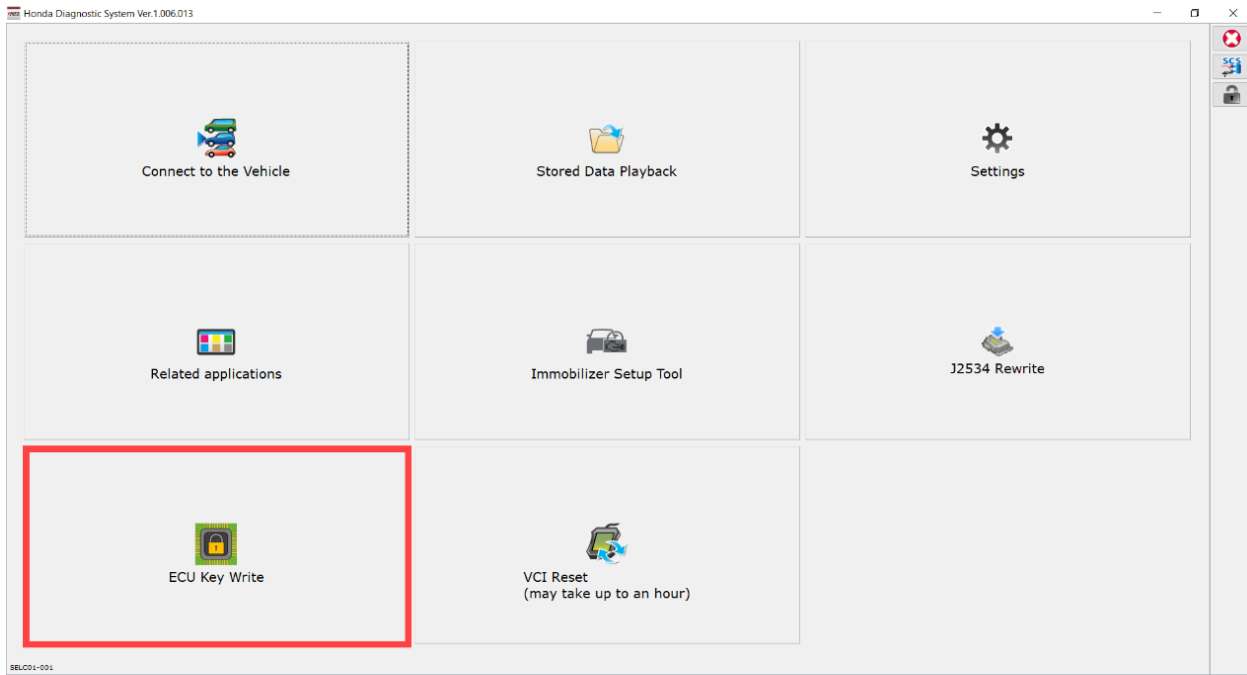 Honda Diagnostic System Ver.1.006.013
SCS
Connect to the Vehicle
Stored Data Playback
Settings
Related applications
Immobilizer Setup Tool
J2534 Rewrite
ECU Key Write
VCI Reset
(may take up to an hour)
SELC01-001